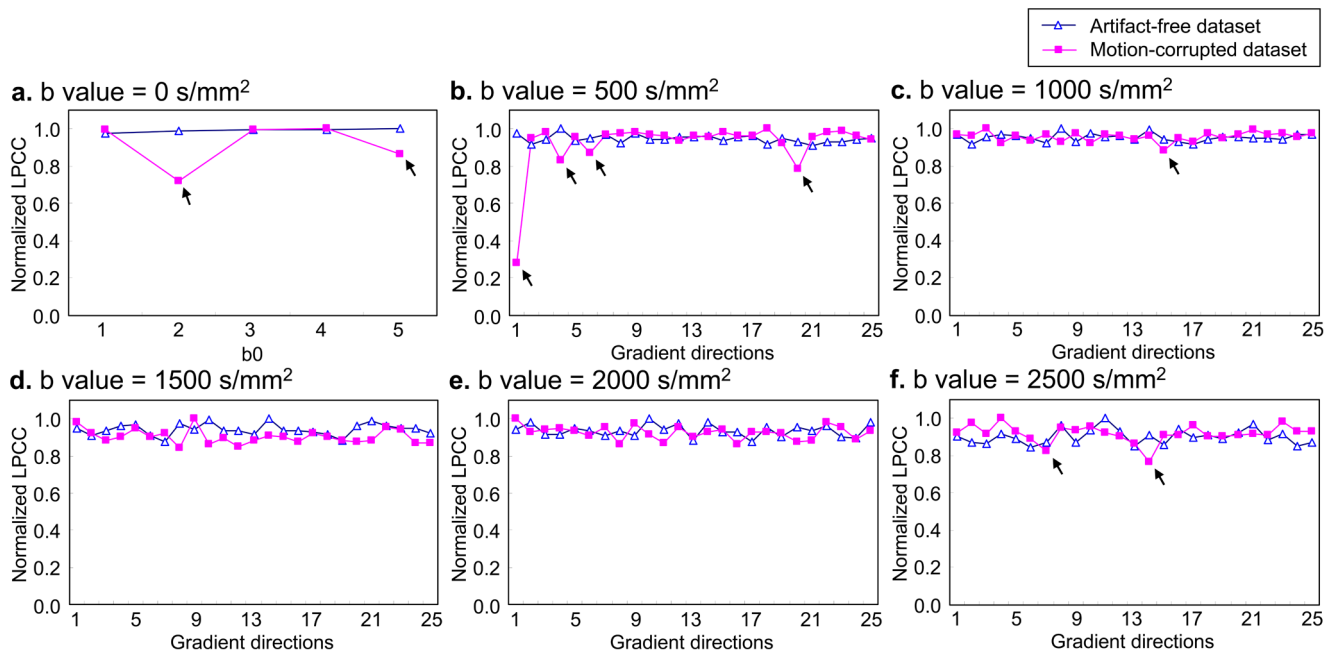 Artifact-free dataset
Motion-corrupted dataset
a. b value = 0 s/mm²
Normalized LPCC
1.0
0.8
0.6
0.4
0.2
0.0
1 2 3 4 5
b0
b. b value = 500 s/mm²
Normalized LPCC
1.0
0.8
0.6
0.4
0.2
0.0
1 5 9 13 17 21 25
Gradient directions
c. b value = 1000 s/mm²
Normalized LPCC
1.0
0.8
0.6
0.4
0.2
0.0
1 5 9 13 17 21 25
Gradient directions
d. b value = 1500 s/mm²
Normalized LPCC
1.0
0.8
0.6
0.4
0.2
0.0
1 5 9 13 17 21 25
Gradient directions
e. b value = 2000 s/mm²
Normalized LPCC
1.0
0.8
0.6
0.4
0.2
0.0
1 5 9 13 17 21 25
Gradient directions
f. b value = 2500 s/mm²
Normalized LPCC
1.0
0.8
0.6
0.4
0.2
0.0
1 5 9 13 17 21 25
Gradient directions